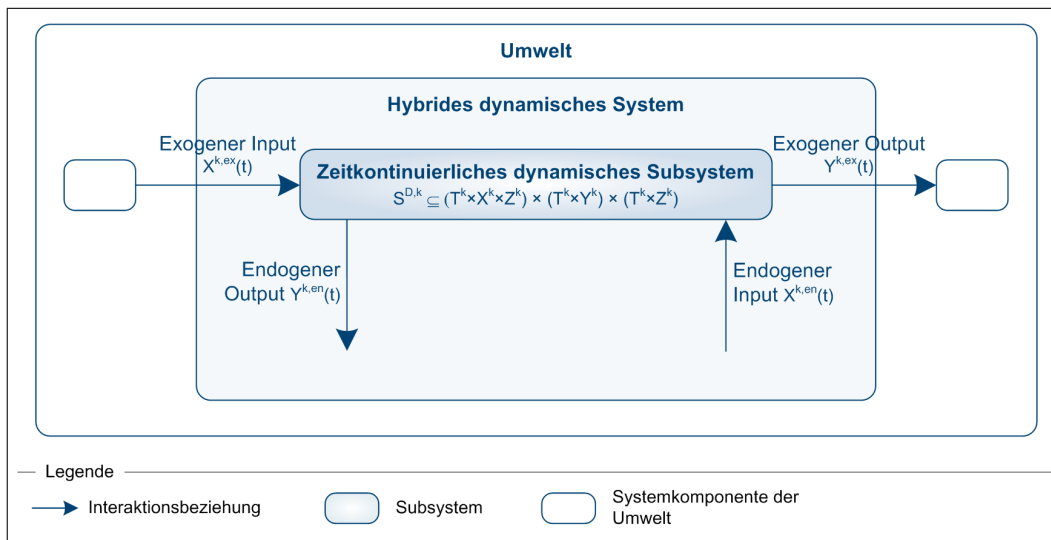 Umwelt
Hybrides dynamisches System
Exogener Input
X^k,ex(t)
Exogener Output
Y^k,ex(t)
Zeitkontinuierliches dynamisches Subsystem
S^D,k ⊆ (T^k×X^k×Z^k) × (T^k×Y^k) × (T^k×Z^k)
Endogener
Output Y^k,en(t)
Endogener
Input X^k,en(t)
Legende
Interaktionsbeziehung
Subsystem
Systemkomponente der
Umwelt